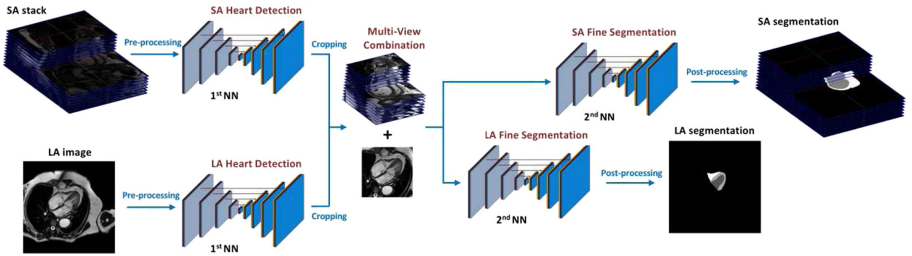 SA stack
Pre-processing
SA Heart Detection
1st NN
Cropping
Multi-View
Combination
+
SA Fine Segmentation
2nd NN
Post-processing
SA segmentation
LA image
Pre-processing
LA Heart Detection
1st NN
Cropping
LA Fine Segmentation
2nd NN
Post-processing
LA segmentation